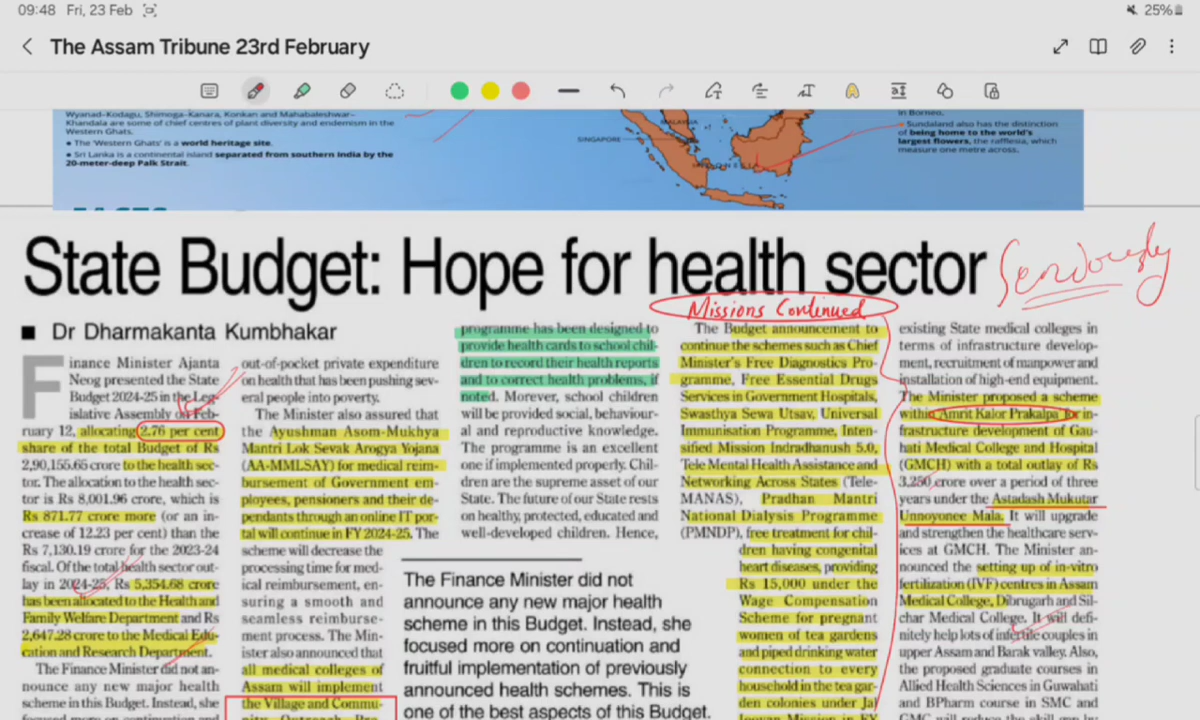 09:48 Fri, 23 Feb
25%
The Assam Tribune 23rd February
Wyanad-Kodagu, Shimoga-Kanara, Konkan and Mahabaleshwar-
Khandala are some of chief centres of plant diversity and endemism in the
Western Ghats.
• The 'Western Ghats' is a world heritage site.
• Sri Lanka is a continental island separated from southern India by the
20-meter-deep Palk Strait.
MALAYSIA
SINGAPORE
in Borneo.
• Sundaland also has the distinction
of being home to the world's
largest flowers, the rafflesia, which
measure one metre across.
State Budget: Hope for health sector
Seriously
Missions Continued
■ Dr Dharmakanta Kumbhakar
Finance Minister Ajanta
Neog presented the State
Budget 2024-25 in the Leg-
islative Assembly on Feb-
ruary 12, allocating 2.76 per cent
share of the total Budget of Rs
2,90,155.65 crore to the health sec-
tor. The allocation to the health sec-
tor is Rs 8,001.96 crore, which is
Rs 871.77 crore more (or an in-
crease of 12.23 per cent) than the
Rs 7,130.19 crore for the 2023-24
fiscal. Of the total health sector out-
lay in 2024-25, Rs 5,354.68 crore
has been allocated to the Health and
Family Welfare Department and Rs
2,647.28 crore to the Medical Edu-
cation and Research Department.
The Finance Minister did not an-
nounce any new major health
scheme in this Budget. Instead, she
out-of-pocket private expenditure
on health that has been pushing sev-
eral people into poverty.
The Minister also assured that
the Ayushman Asom-Mukhya
Mantri Lok Sevak Arogya Yojana
(AA-MMLSAY) for medical reim-
bursement of Government em-
ployees, pensioners and their de-
pendants through an online IT por-
tal will continue in FY 2024-25. The
scheme will decrease the
processing time for med-
ical reimbursement, en-
suring a smooth and
seamless reimburse-
ment process. The Min-
ister also announced that
all medical colleges of
Assam will implement
the Village and Commu-
programme has been designed to
provide health cards to school chil-
dren to record their health reports
and to correct health problems, if
noted. Morever, school children
will be provided social, behaviour-
al and reproductive knowledge.
The programme is an excellent
one if implemented properly. Chil-
dren are the supreme asset of our
State. The future of our State rests
on healthy, protected, educated and
well-developed children. Hence,
The Finance Minister did not
announce any new major health
scheme in this Budget. Instead, she
focused more on continuation and
fruitful implementation of previously
announced health schemes. This is
one of the best aspects of this Budget.
The Budget announcement to
continue the schemes such as Chief
Minister's Free Diagnostics Pro-
gramme, Free Essential Drugs
Services in Government Hospitals,
Swasthya Sewa Utsav, Universal
Immunisation Programme, Inten-
sified Mission Indradhanush 5.0,
Tele Mental Health Assistance and
Networking Across States (Tele-
MANAS), Pradhan Mantri
National Dialysis Programme
(PMNDP), free treatment for chil-
dren having congenital
heart diseases, providing
Rs 15,000 under the
Wage Compensation
Scheme for pregnant
women of tea gardens
and piped drinking water
connection to every
household in the tea gar-
den colonies under Jal
existing State medical colleges in
terms of infrastructure develop-
ment, recruitment of manpower and
installation of high-end equipment.
The Minister proposed a scheme
within Amrit Kalor Prakalpa for in-
frastructure development of Gau-
hati Medical College and Hospital
(GMCH) with a total outlay of Rs
3,250 crore over a period of three
years under the Astadash Mukutar
Unnoyonee Mala. It will upgrade
and strengthen the healthcare serv-
ices at GMCH. The Minister an-
nounced the setting up of in-vitro
fertilization (IVF) centres in Assam
Medical College, Dibrugarh and Sil-
char Medical College. It will defi-
nitely help lots of infertile couples in
upper Assam and Barak valley. Also,
the proposed graduate courses in
Allied Health Sciences in Guwahati
and BPharm course in SMC and